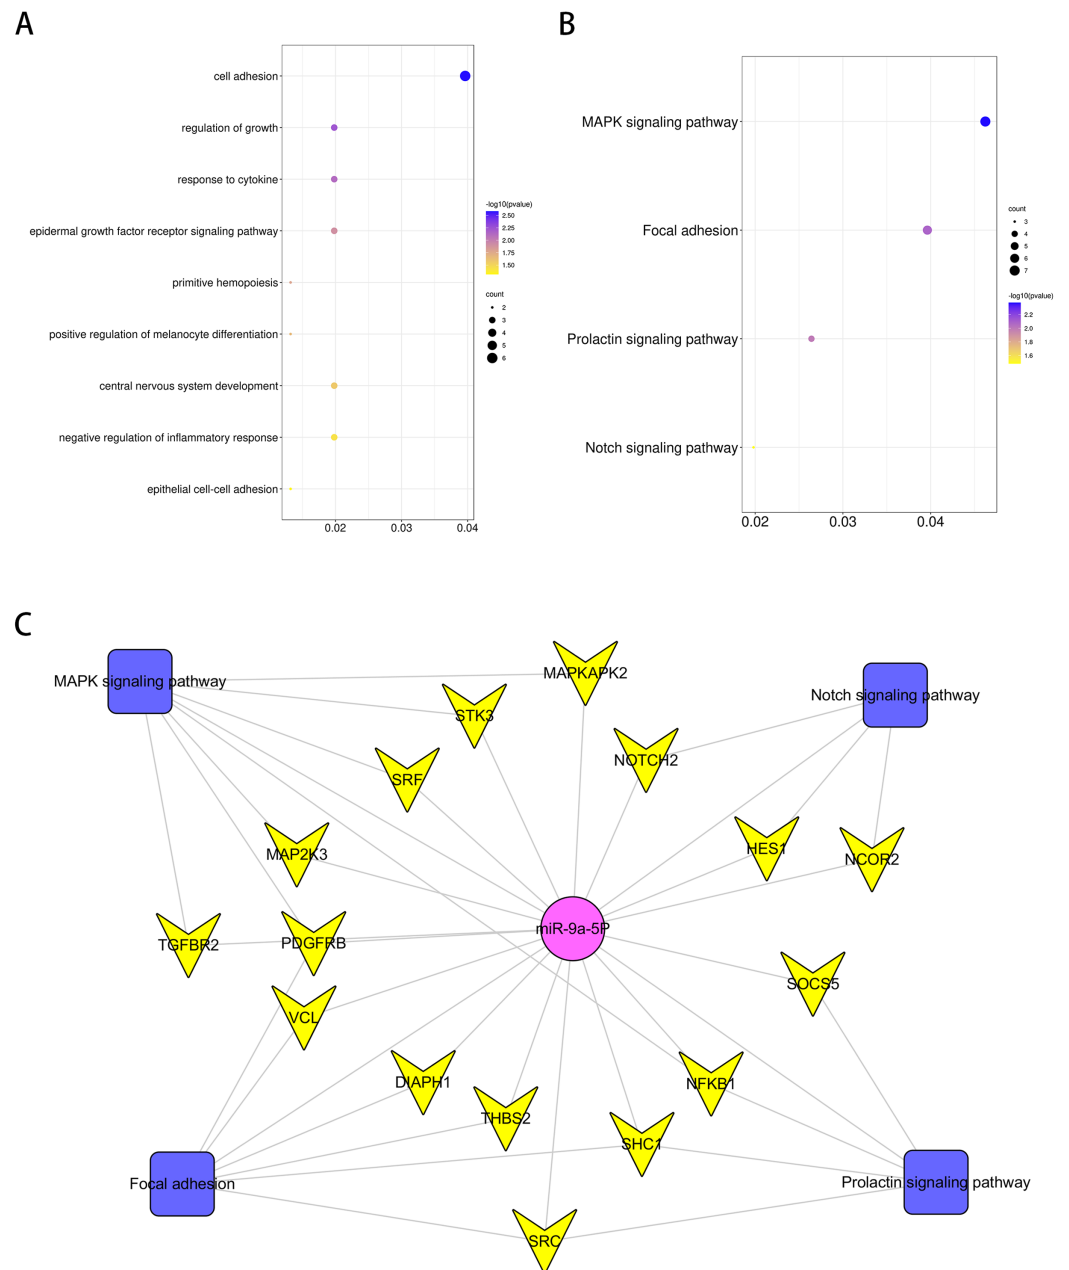 A
cell adhesion
regulation of growth
response to cytokine
epidermal growth factor receptor signaling pathway
primitive hemopoiesis
positive regulation of melanocyte differentiation
central nervous system development
negative regulation of inflammatory response
epithelial cell-cell adhesion
0.02 0.03 0.04
-log10(pvalue)
2.50
2.25
2.00
1.75
1.50
count
2
3
4
5
6
B
MAPK signaling pathway
Focal adhesion
Prolactin signaling pathway
Notch signaling pathway
0.02 0.03 0.04
count
3
4
5
6
7
-log10(pvalue)
2.2
2.0
1.8
1.6
C
MAPK signaling pathway
MAPKAPK2
Notch signaling pathway
STK3
NOTCH2
SRF
MAP2K3
HES1
NCOR2
miR-9a-5P
TGFBR2
PDGFRB
SOCS5
VCL
DIAPH1
NFKB1
THBS2
SHC1
Focal adhesion
Prolactin signaling pathway
SRC